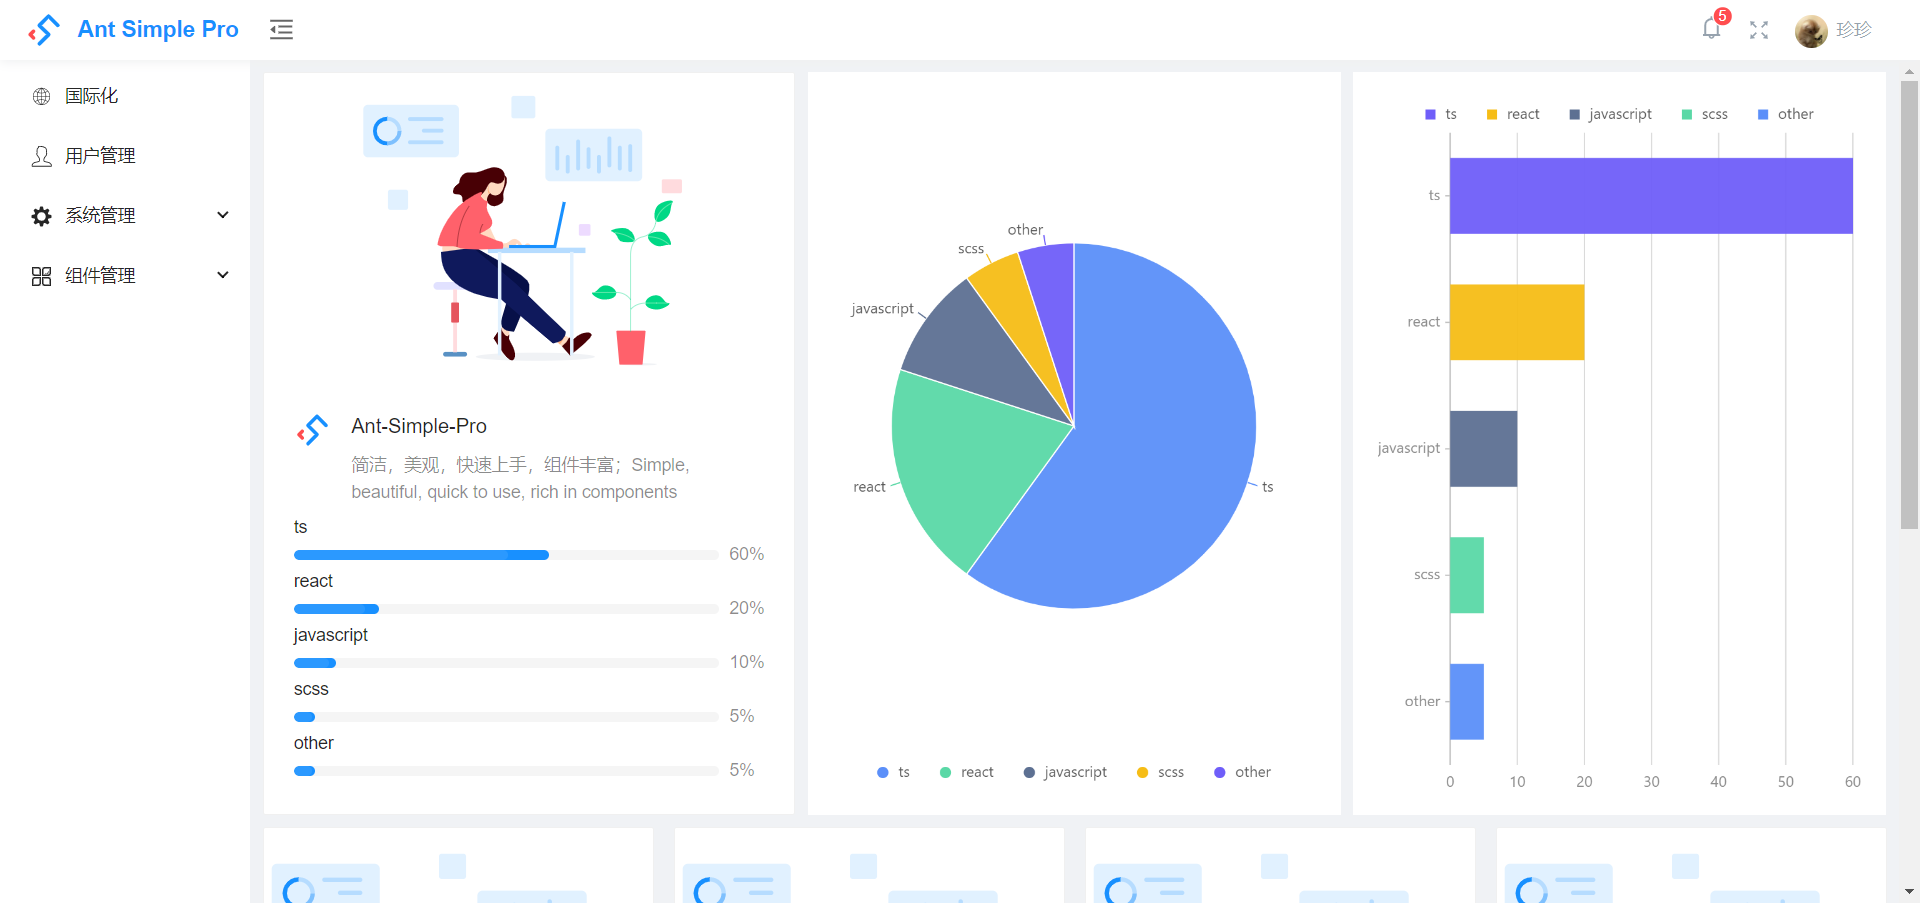 Ant Simple Pro
5
珍珍
国际化
用户管理
系统管理
组件管理
Ant-Simple-Pro
简洁，美观，快速上手，组件丰富；Simple,
beautiful, quick to use, rich in components
ts
60%
react
20%
javascript
10%
scss
5%
other
5%
other
scss
javascript
react
ts
ts react javascript scss other
ts react javascript scss other
ts
react
javascript
scss
other
0 10 20 30 40 50 60